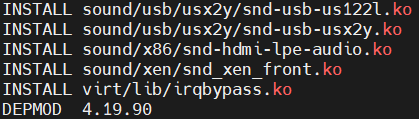 INSTALL sound/usb/usx2y/snd-usb-us122l.ko
INSTALL sound/usb/usx2y/snd-usb-usx2y.ko
INSTALL sound/x86/snd-hdmi-lpe-audio.ko
INSTALL sound/xen/snd_xen_front.ko
INSTALL virt/lib/irqbypass.ko
DEPMOD  4.19.90